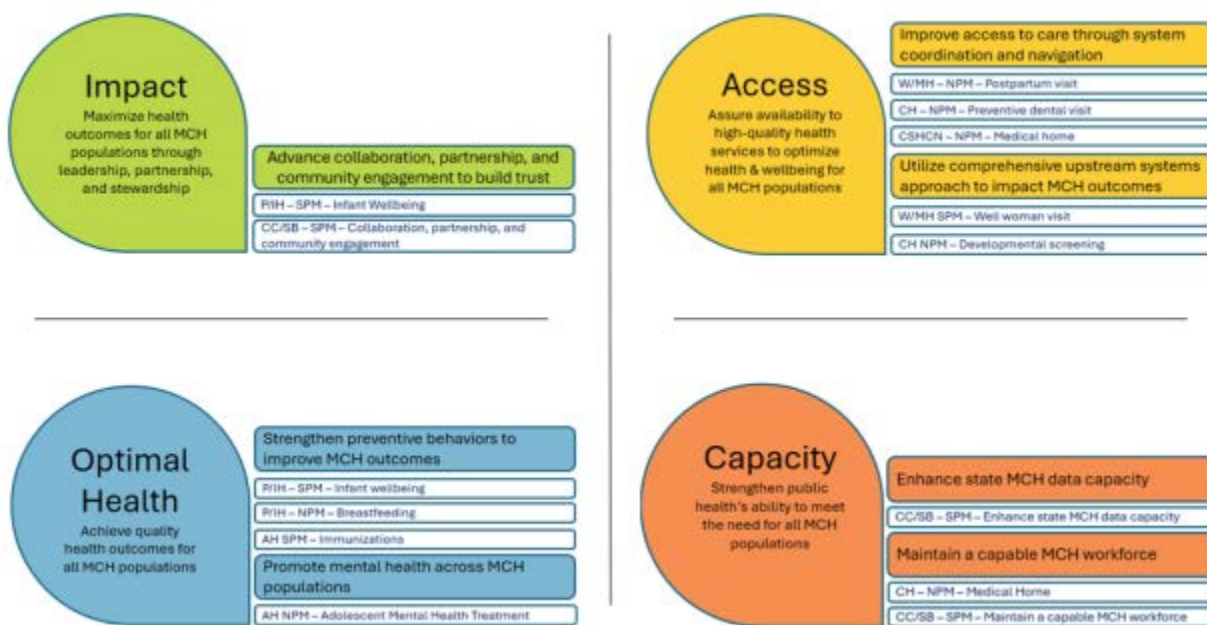 Impact
Maximize health
outcomes for all MCH
populations through
leadership, partnership,
and stewardship
Advance collaboration, partnership, and
community engagement to build trust
P/IH – SPM – Infant Wellbeing
CC/SB – SPM – Collaboration, partnership, and
community engagement
Access
Assure availability to
high-quality health
services to optimize
health & wellbeing for
all MCH populations
Improve access to care through system
coordination and navigation
W/MH – NPM – Postpartum visit
CH – NPM – Preventive dental visit
CSHCN – NPM – Medical home
Utilize comprehensive upstream systems
approach to impact MCH outcomes
W/MH SPM – Well woman visit
CH NPM – Developmental screening
Optimal
Health
Achieve quality
health outcomes for
all MCH populations
Strengthen preventive behaviors to
improve MCH outcomes
P/IH – SPM – Infant wellbeing
P/IH – NPM – Breastfeeding
AH SPM – Immunizations
Promote mental health across MCH
populations
AH NPM – Adolescent Mental Health Treatment
Capacity
Strengthen public
health's ability to meet
the need for all MCH
populations
Enhance state MCH data capacity
CC/SB – SPM – Enhance state MCH data capacity
Maintain a capable MCH workforce
CH – NPM – Medical Home
CC/SB – SPM – Maintain a capable MCH workforce